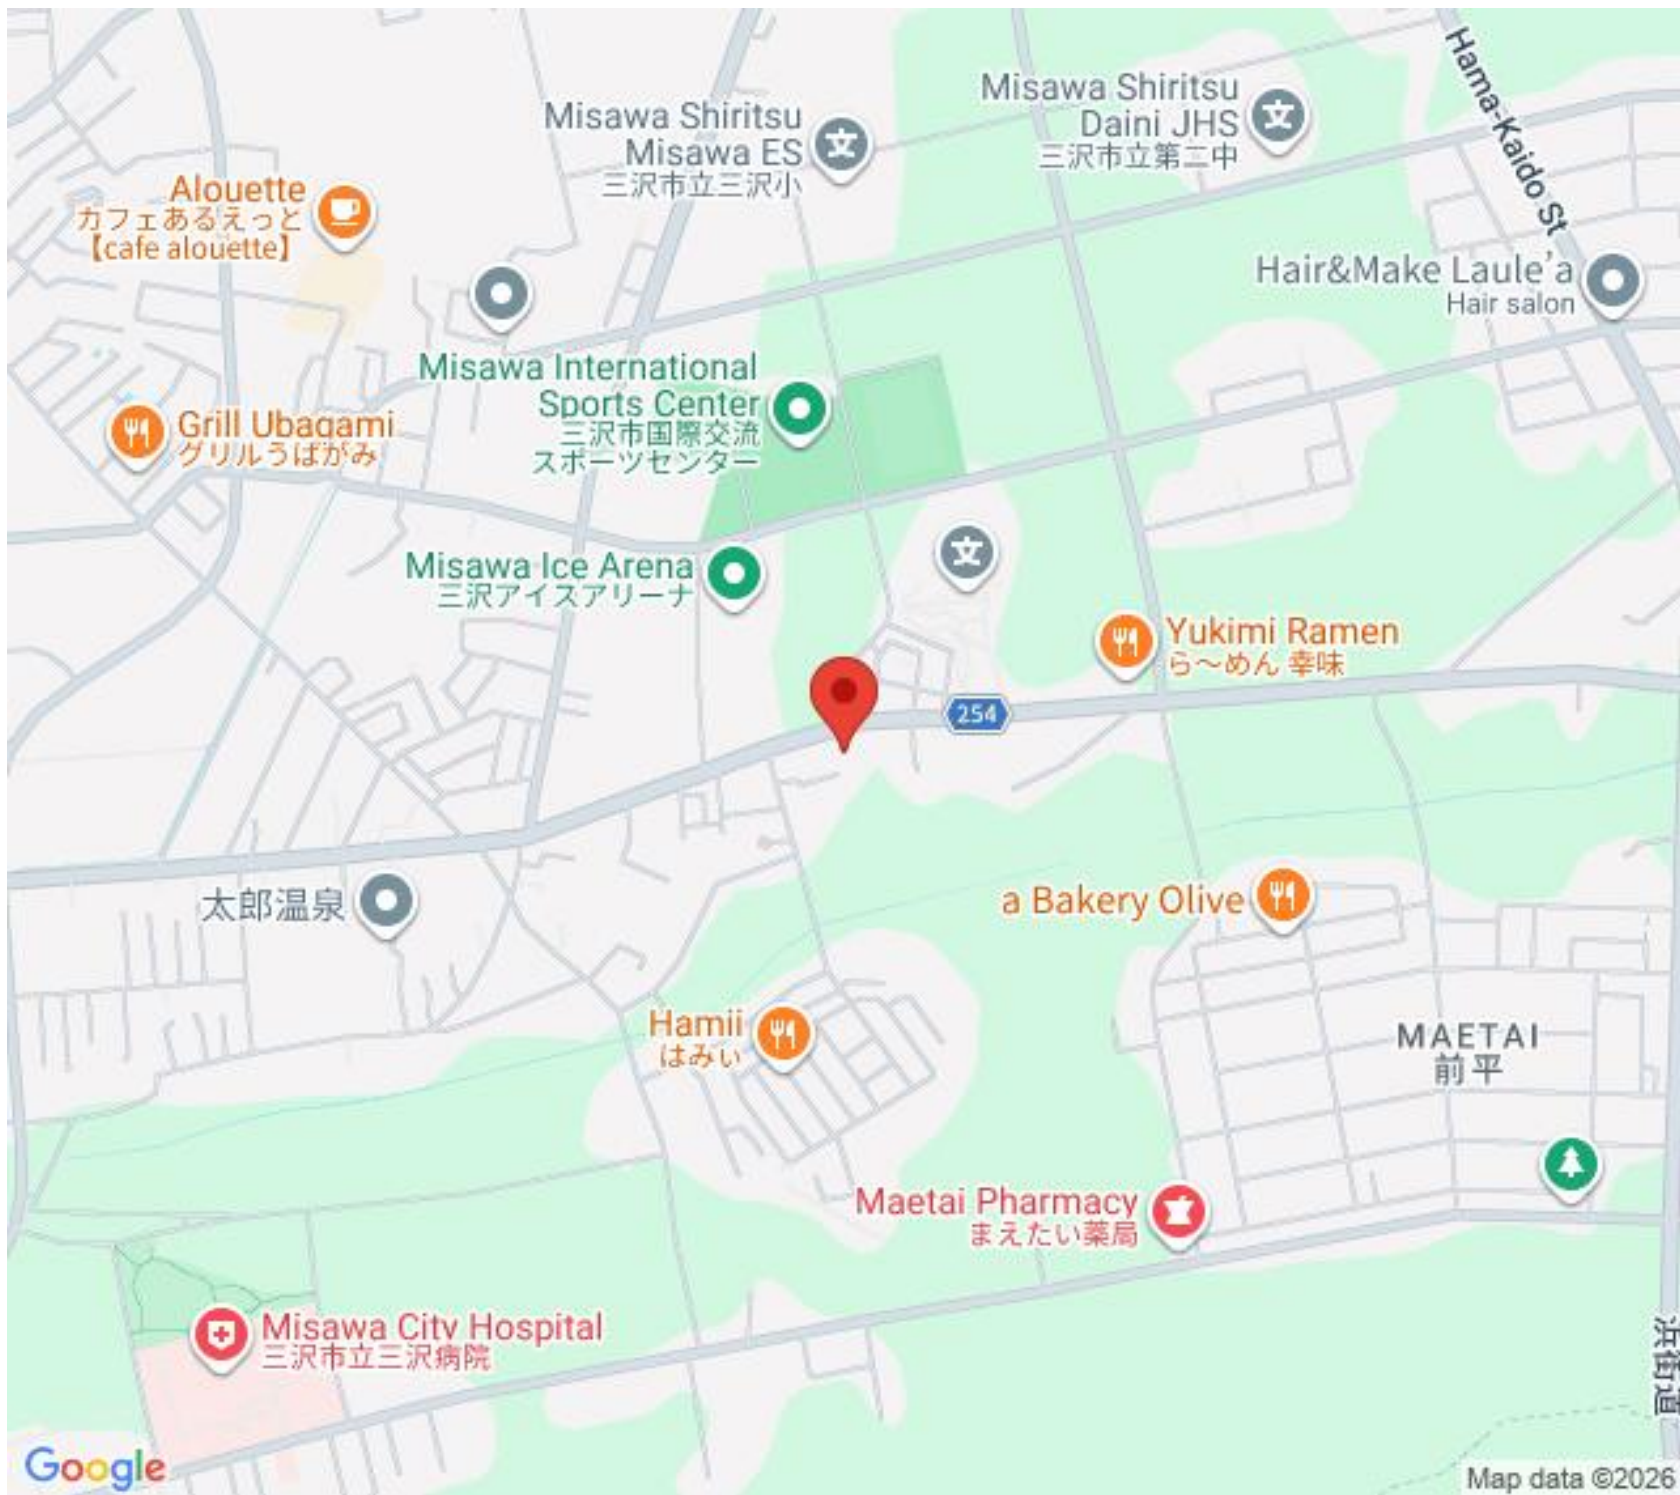 Hama-Kaido St
Misawa Shiritsu
Daini JHS
三沢市立第二中
Misawa Shiritsu
Misawa ES
三沢市立三沢小
Alouette
カフェあるえっと
【cafe alouette】
Hair&Make Laule'a
Hair salon
Misawa International
Sports Center
三沢市国際交流
スポーツセンター
Grill Ubagami
グリルうばがみ
文
文
文
Misawa Ice Arena
三沢アイスアリーナ
Yukimi Ramen
ら～めん 幸味
254
太郎温泉
a Bakery Olive
Hamii
はみぃ
MAETAI
前平
Maetai Pharmacy
まえたい薬局
Misawa City Hospital
三沢市立三沢病院
浜街道
Google
Map data ©2026